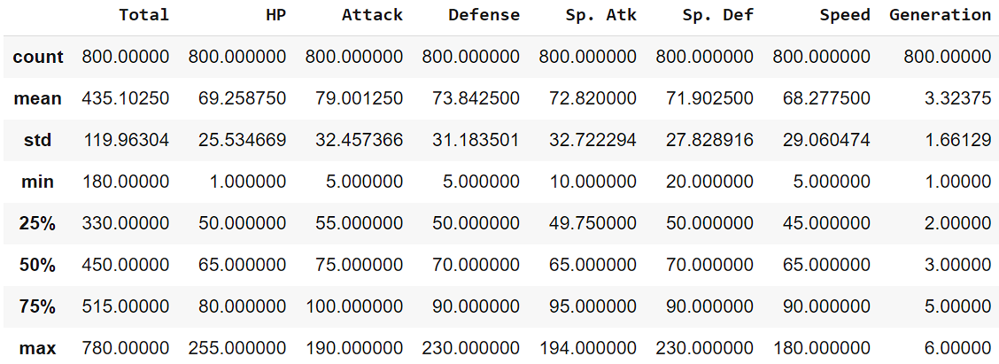 Total HP Attack Defense Sp. Atk Sp. Def Speed Generation
count 800.00000 800.000000 800.000000 800.000000 800.000000 800.000000 800.000000 800.00000
mean 435.10250 69.258750 79.001250 73.842500 72.820000 71.902500 68.277500 3.32375
std 119.96304 25.534669 32.457366 31.183501 32.722294 27.828916 29.060474 1.66129
min 180.00000 1.000000 5.000000 5.000000 10.000000 20.000000 5.000000 1.00000
25% 330.00000 50.000000 55.000000 50.000000 49.750000 50.000000 45.000000 2.00000
50% 450.00000 65.000000 75.000000 70.000000 65.000000 70.000000 65.000000 3.00000
75% 515.00000 80.000000 100.000000 90.000000 95.000000 90.000000 90.000000 5.00000
max 780.00000 255.000000 190.000000 230.000000 194.000000 230.000000 180.000000 6.00000